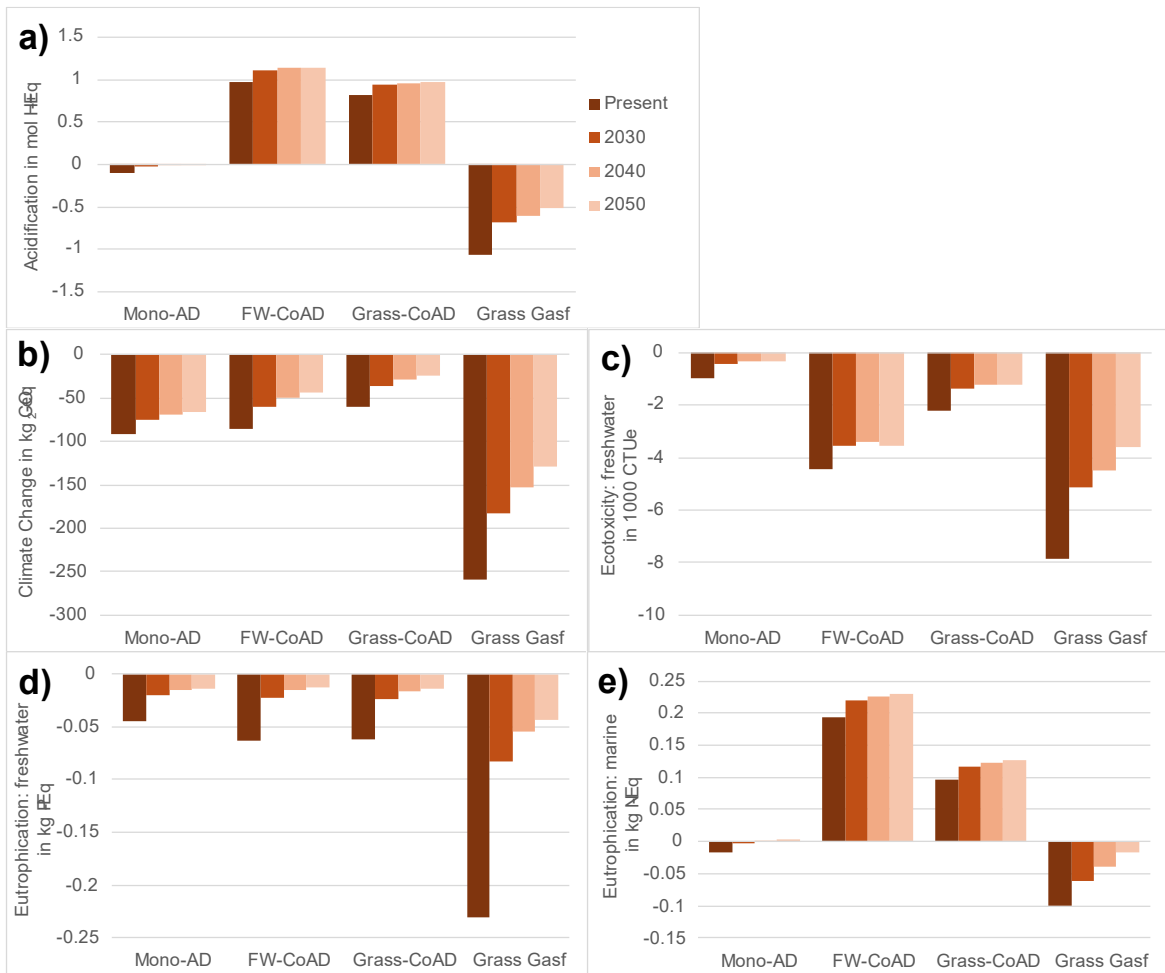 a)
Acidification in mol
1.5
1
0.5
0
-0.5
-1
-1.5
Mono-AD FW-CoAD Grass-CoAD Grass Gasf
Present
2030
2040
2050
b)
Climate Change in kg
0
-50
-100
-150
-200
-250
-300
Mono-AD FW-CoAD Grass-CoAD Grass Gasf
c)
Ecotoxicity: freshwater
in 1000 CTUe
0
-2
-4
-6
-8
-10
Mono-AD FW-CoAD Grass-CoAD Grass Gasf
d)
Eutrophication: freshwater
in kg
0
-0.05
-0.1
-0.15
-0.2
-0.25
Mono-AD FW-CoAD Grass-CoAD Grass Gasf
e)
Eutrophication: marine
in kg
0.25
0.2
0.15
0.1
0.05
0
-0.05
-0.1
-0.15
Mono-AD FW-CoAD Grass-CoAD Grass Gasf